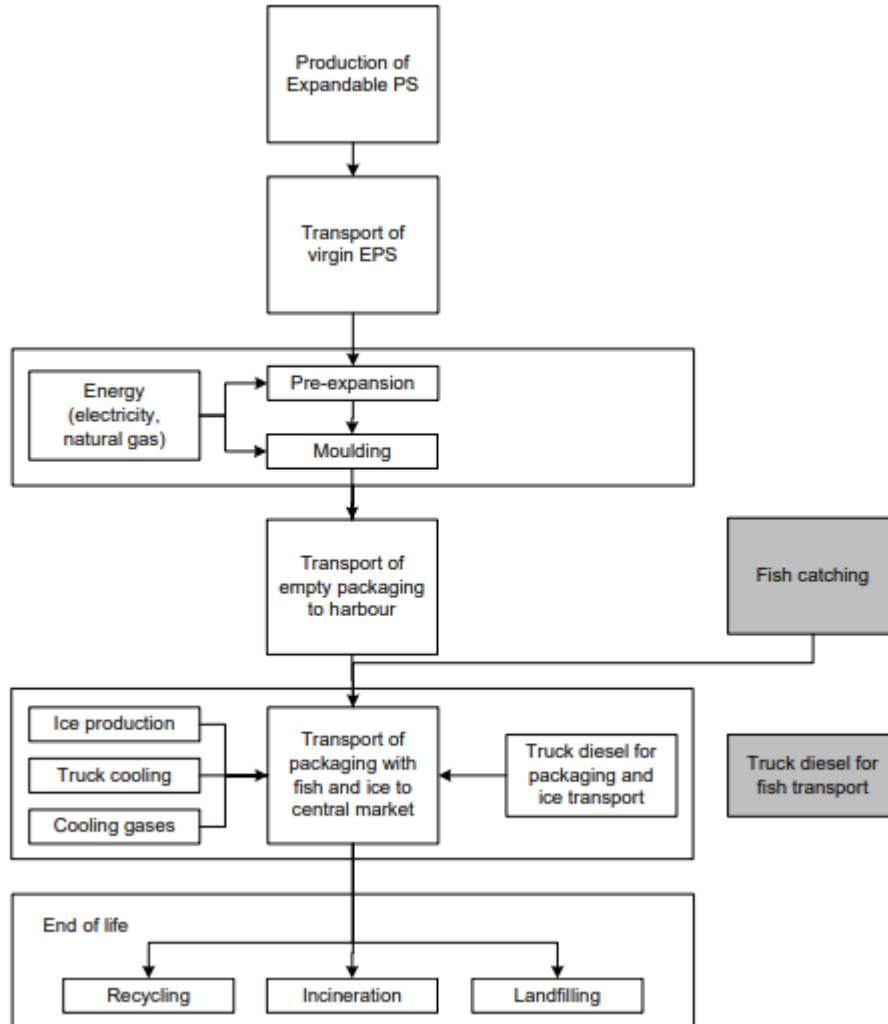 Production of
Expandable PS
Transport of
virgin EPS
Energy
(electricity,
natural gas)
Pre-expansion
Moulding
Transport of
empty packaging
to harbour
Fish catching
Ice production
Truck cooling
Cooling gases
Transport of
packaging with
fish and ice to
central market
Truck diesel for
packaging and
ice transport
Truck diesel for
fish transport
End of life
Recycling
Incineration
Landfilling